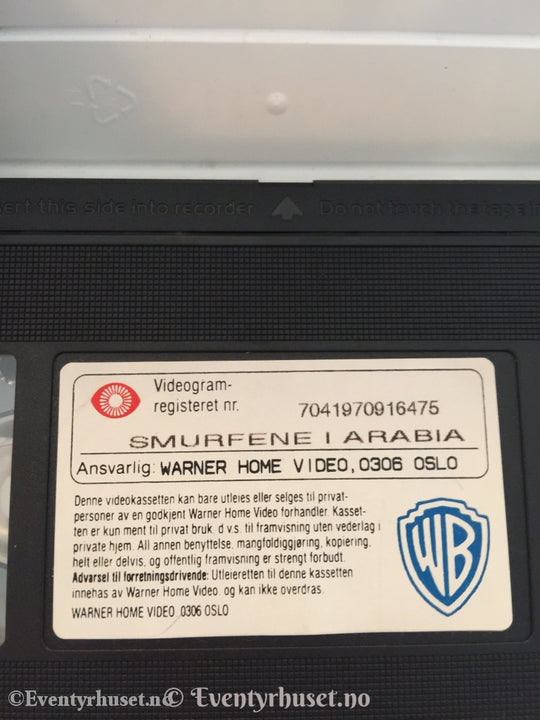 ert this side into recorder Do not touch the tape
Videogram-
registeret nr. 7041970916475
SMURFENE I ARABIA
Ansvarlig: WARNER HOME VIDEO, 0306 OSLO
Denne videokassetten kan bare utleies eller selges til privat-
personer av en godkjent Warner Home Video forhandler. Kasset-
ten er kun ment til privat bruk, d.v.s. til framvisning uten vederlag i
private hjem. All annen benyttelse, mangfoldiggjøring, kopiering,
helt eller delvis, og offentlig framvisning er strengt forbudt.
Advarsel til forretningsdrivende: Utleieretten til denne kassetten
innehas av Warner Home Video, og kan ikke overdras.
WARNER HOME VIDEO 0306 OSLO
WB
©Eventyrhuset.no © Eventyrhuset.no